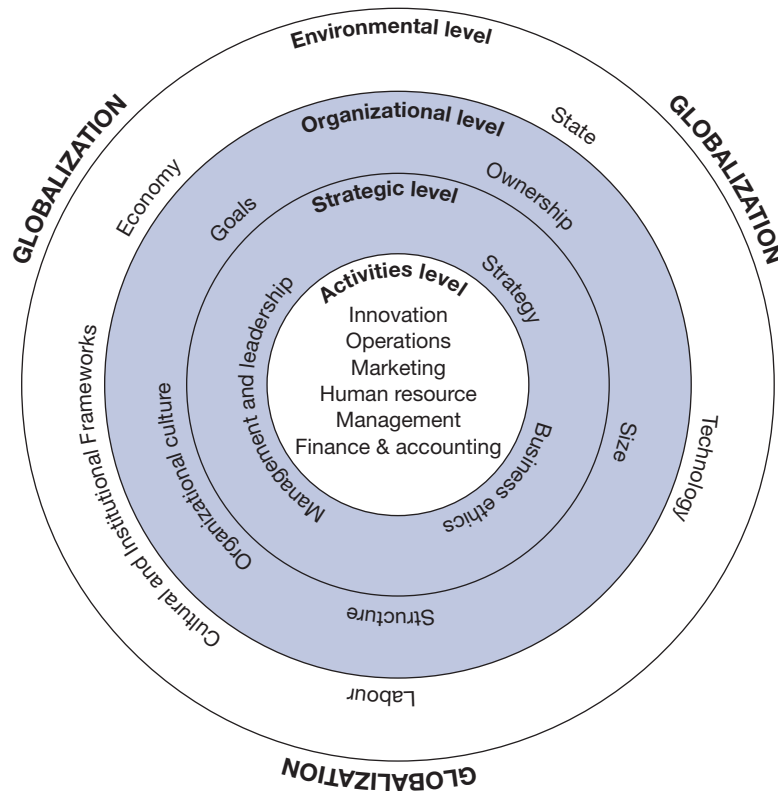 Environmental level
GLOBALIZATION
GLOBALIZATION
Economy
State
Technology
Labour
Cultural and Institutional Frameworks
Organizational level
Goals
Ownership
Size
Structure
Organizational culture
Strategic level
Management and leadership
Strategy
Business ethics
Activities level
Innovation
Operations
Marketing
Human resource
Management
Finance & accounting
GLOBALIZATION